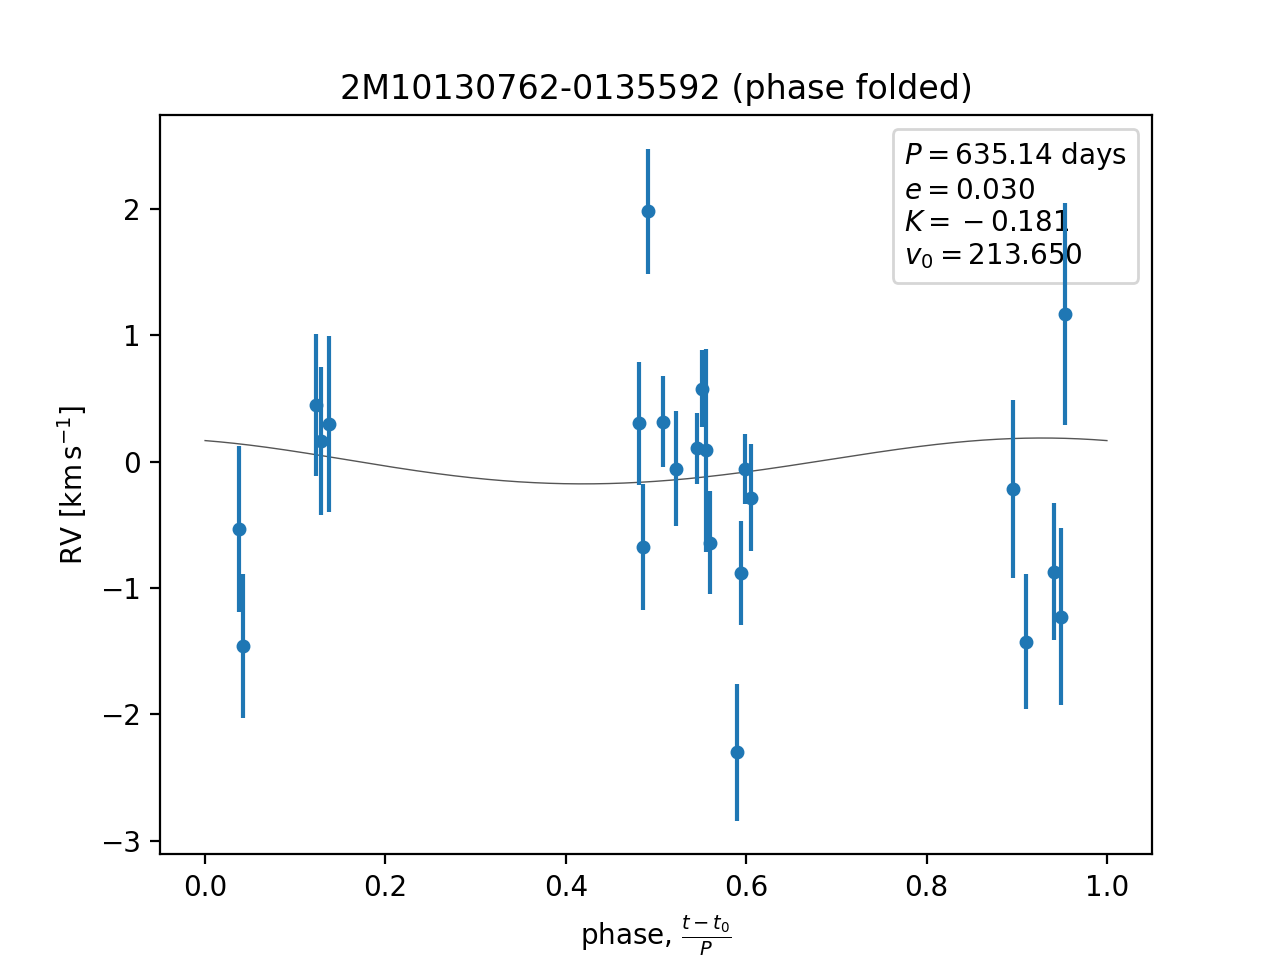 2M10130762-0135592 (phase folded)
P = 635.14 days
e = 0.030
K = −0.181
v₀ = 213.650
2
1
0
−1
−2
−3
RV [km s⁻¹]
0.0 0.2 0.4 0.6 0.8 1.0
phase, (t − t₀)/P